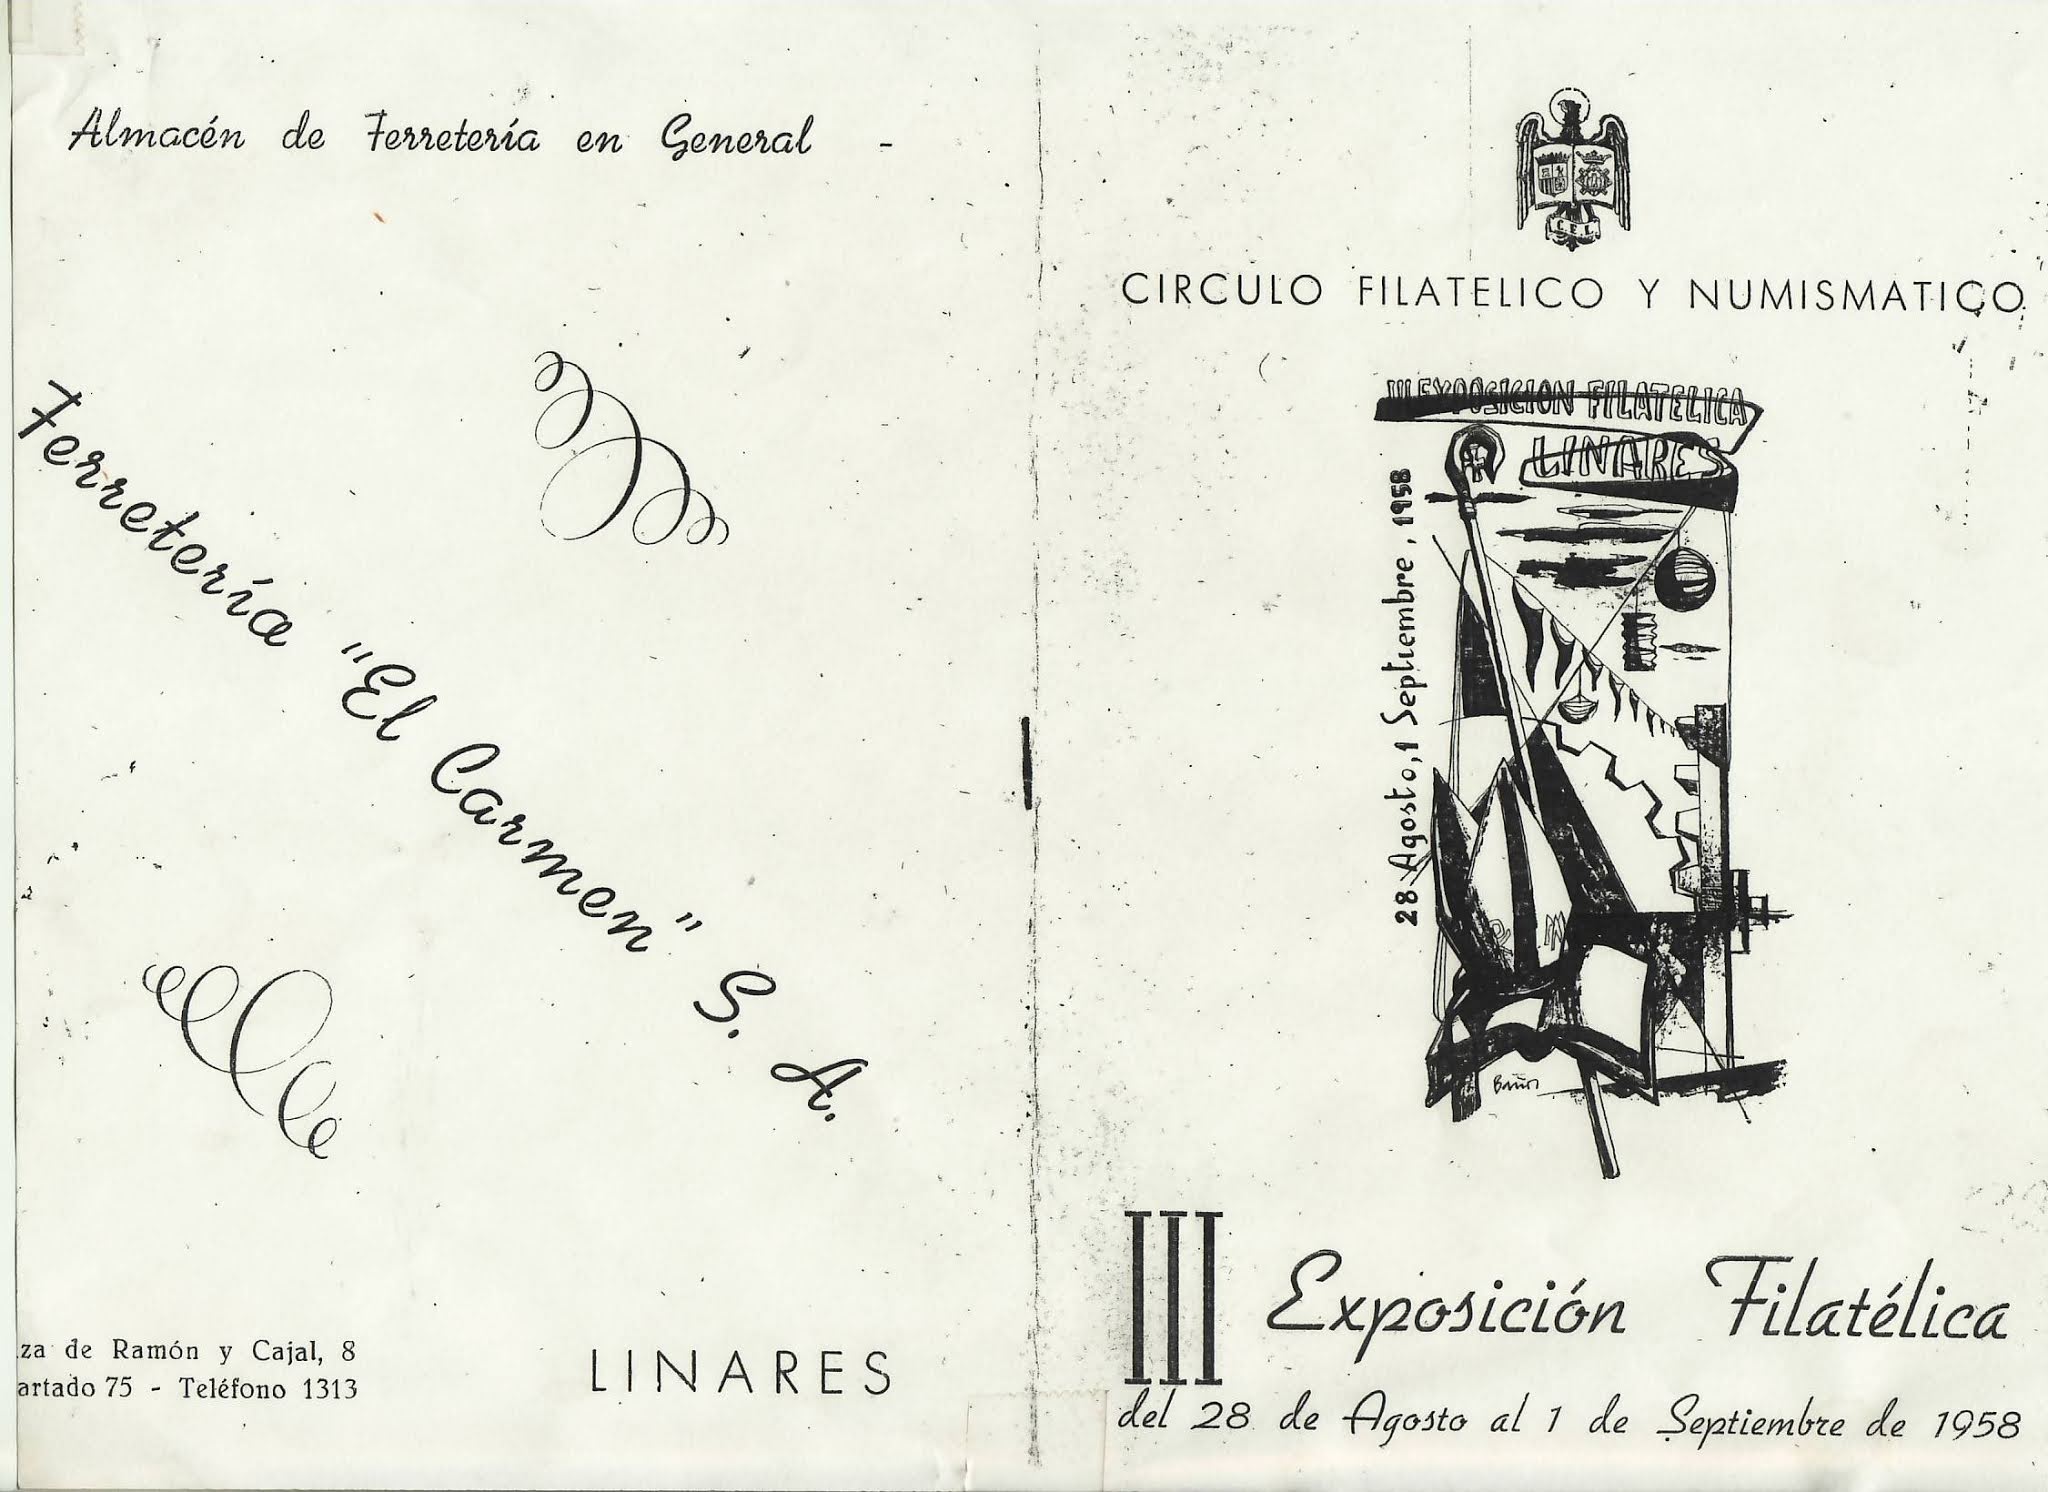 Almacén de Ferretería en General -
Ferretería "El Carmen" S. A.
za de Ramón y Cajal, 8
artado 75 - Teléfono 1313
LINARES
CIRCULO FILATELICO Y NUMISMATICO
III EXPOSICION FILATELICA
LINARES
28 Agosto, 1 Septiembre, 1958
III Exposición Filatélica
del 28 de Agosto al 1 de Septiembre de 1958